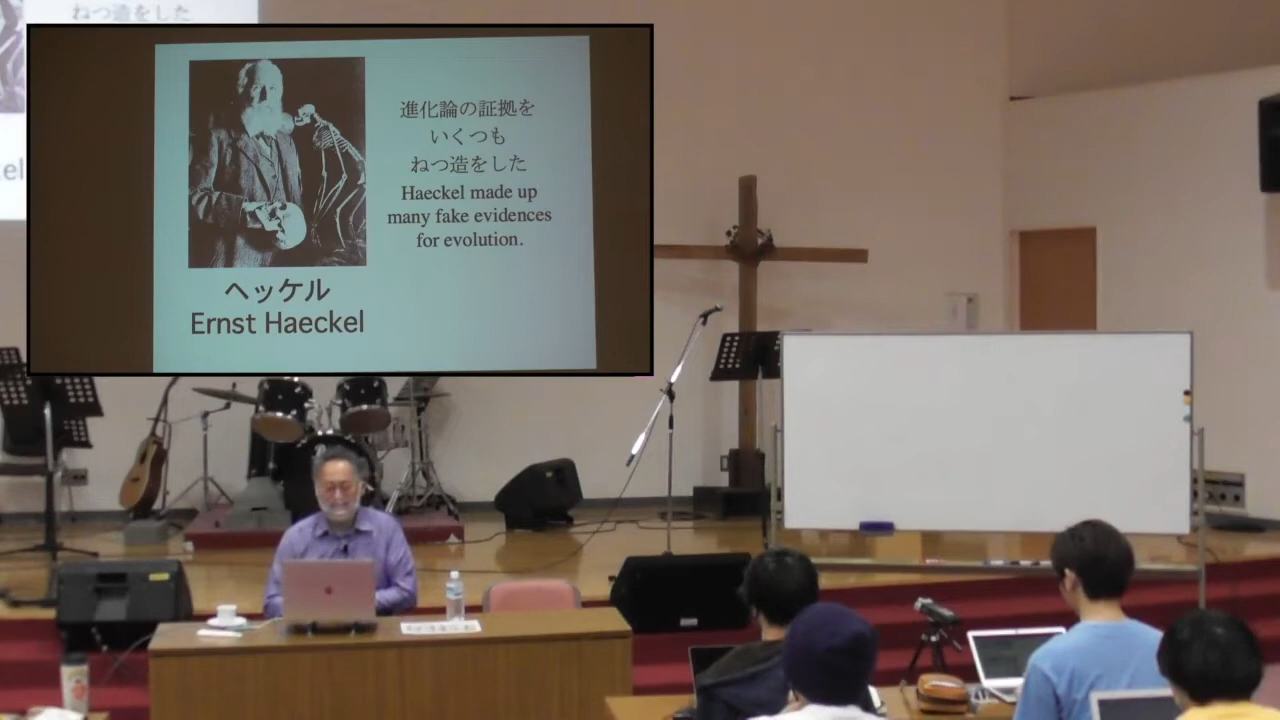 ねつ造をした
el
進化論の証拠を
いくつも
ねつ造をした
Haeckel made up
many fake evidences
for evolution.
ヘッケル
Ernst Haeckel